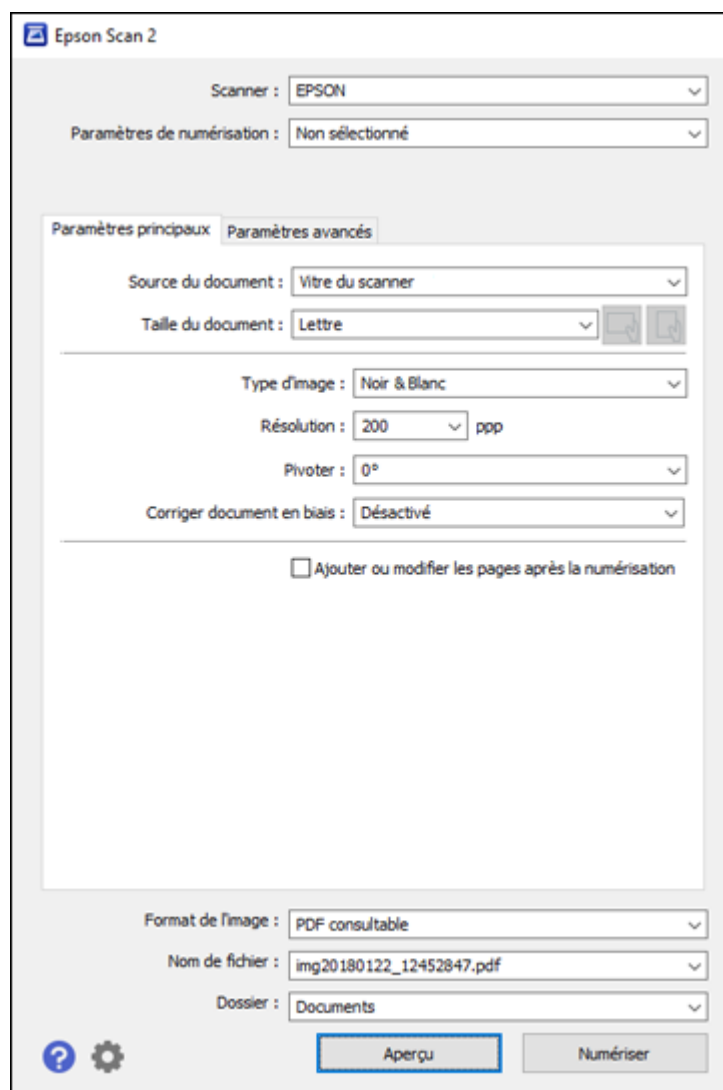 Epson Scan 2
Scanner : EPSON
Paramètres de numérisation : Non sélectionné
Paramètres principaux Paramètres avancés
Source du document : Vitre du scanner
Taille du document : Lettre
Type d'image : Noir & Blanc
Résolution : 200 ppp
Pivoter : 0°
Corriger document en biais : Désactivé
Ajouter ou modifier les pages après la numérisation
Format de l'image : PDF consultable
Nom de fichier : img20180122_12452847.pdf
Dossier : Documents
? Aperçu Numériser